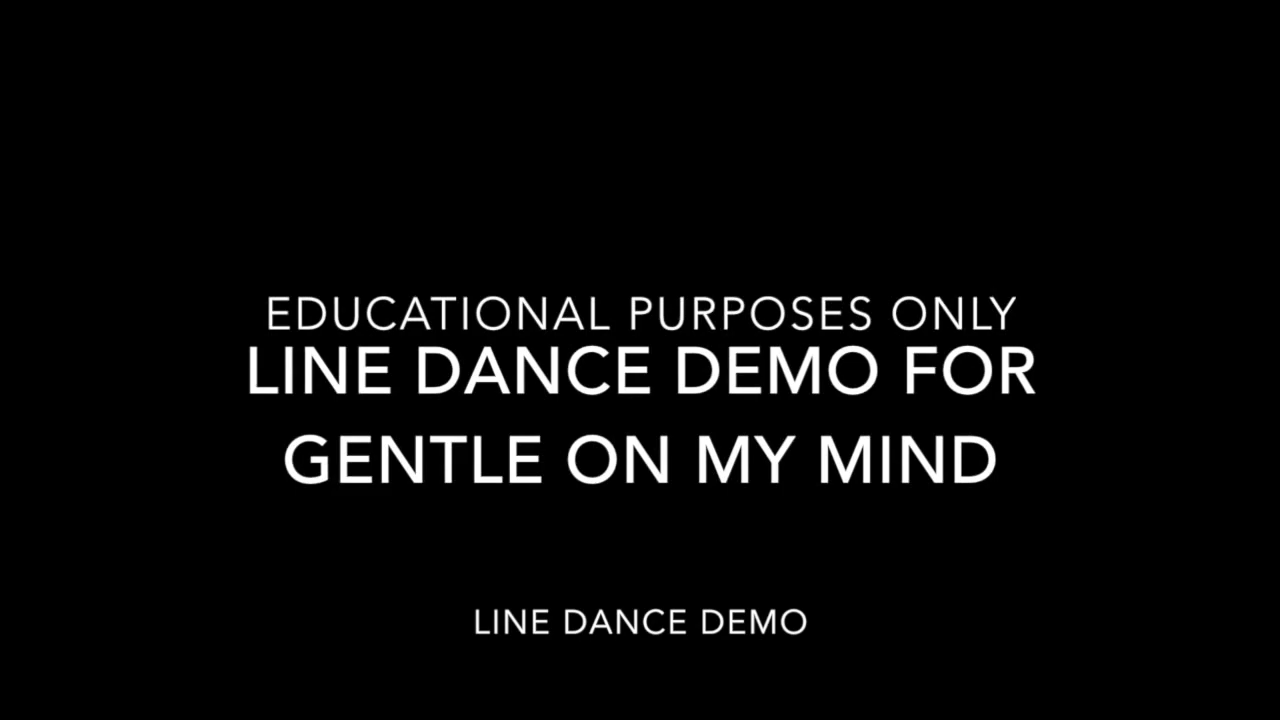 EDUCATIONAL PURPOSES ONLY
LINE DANCE DEMO FOR
GENTLE ON MY MIND
LINE DANCE DEMO